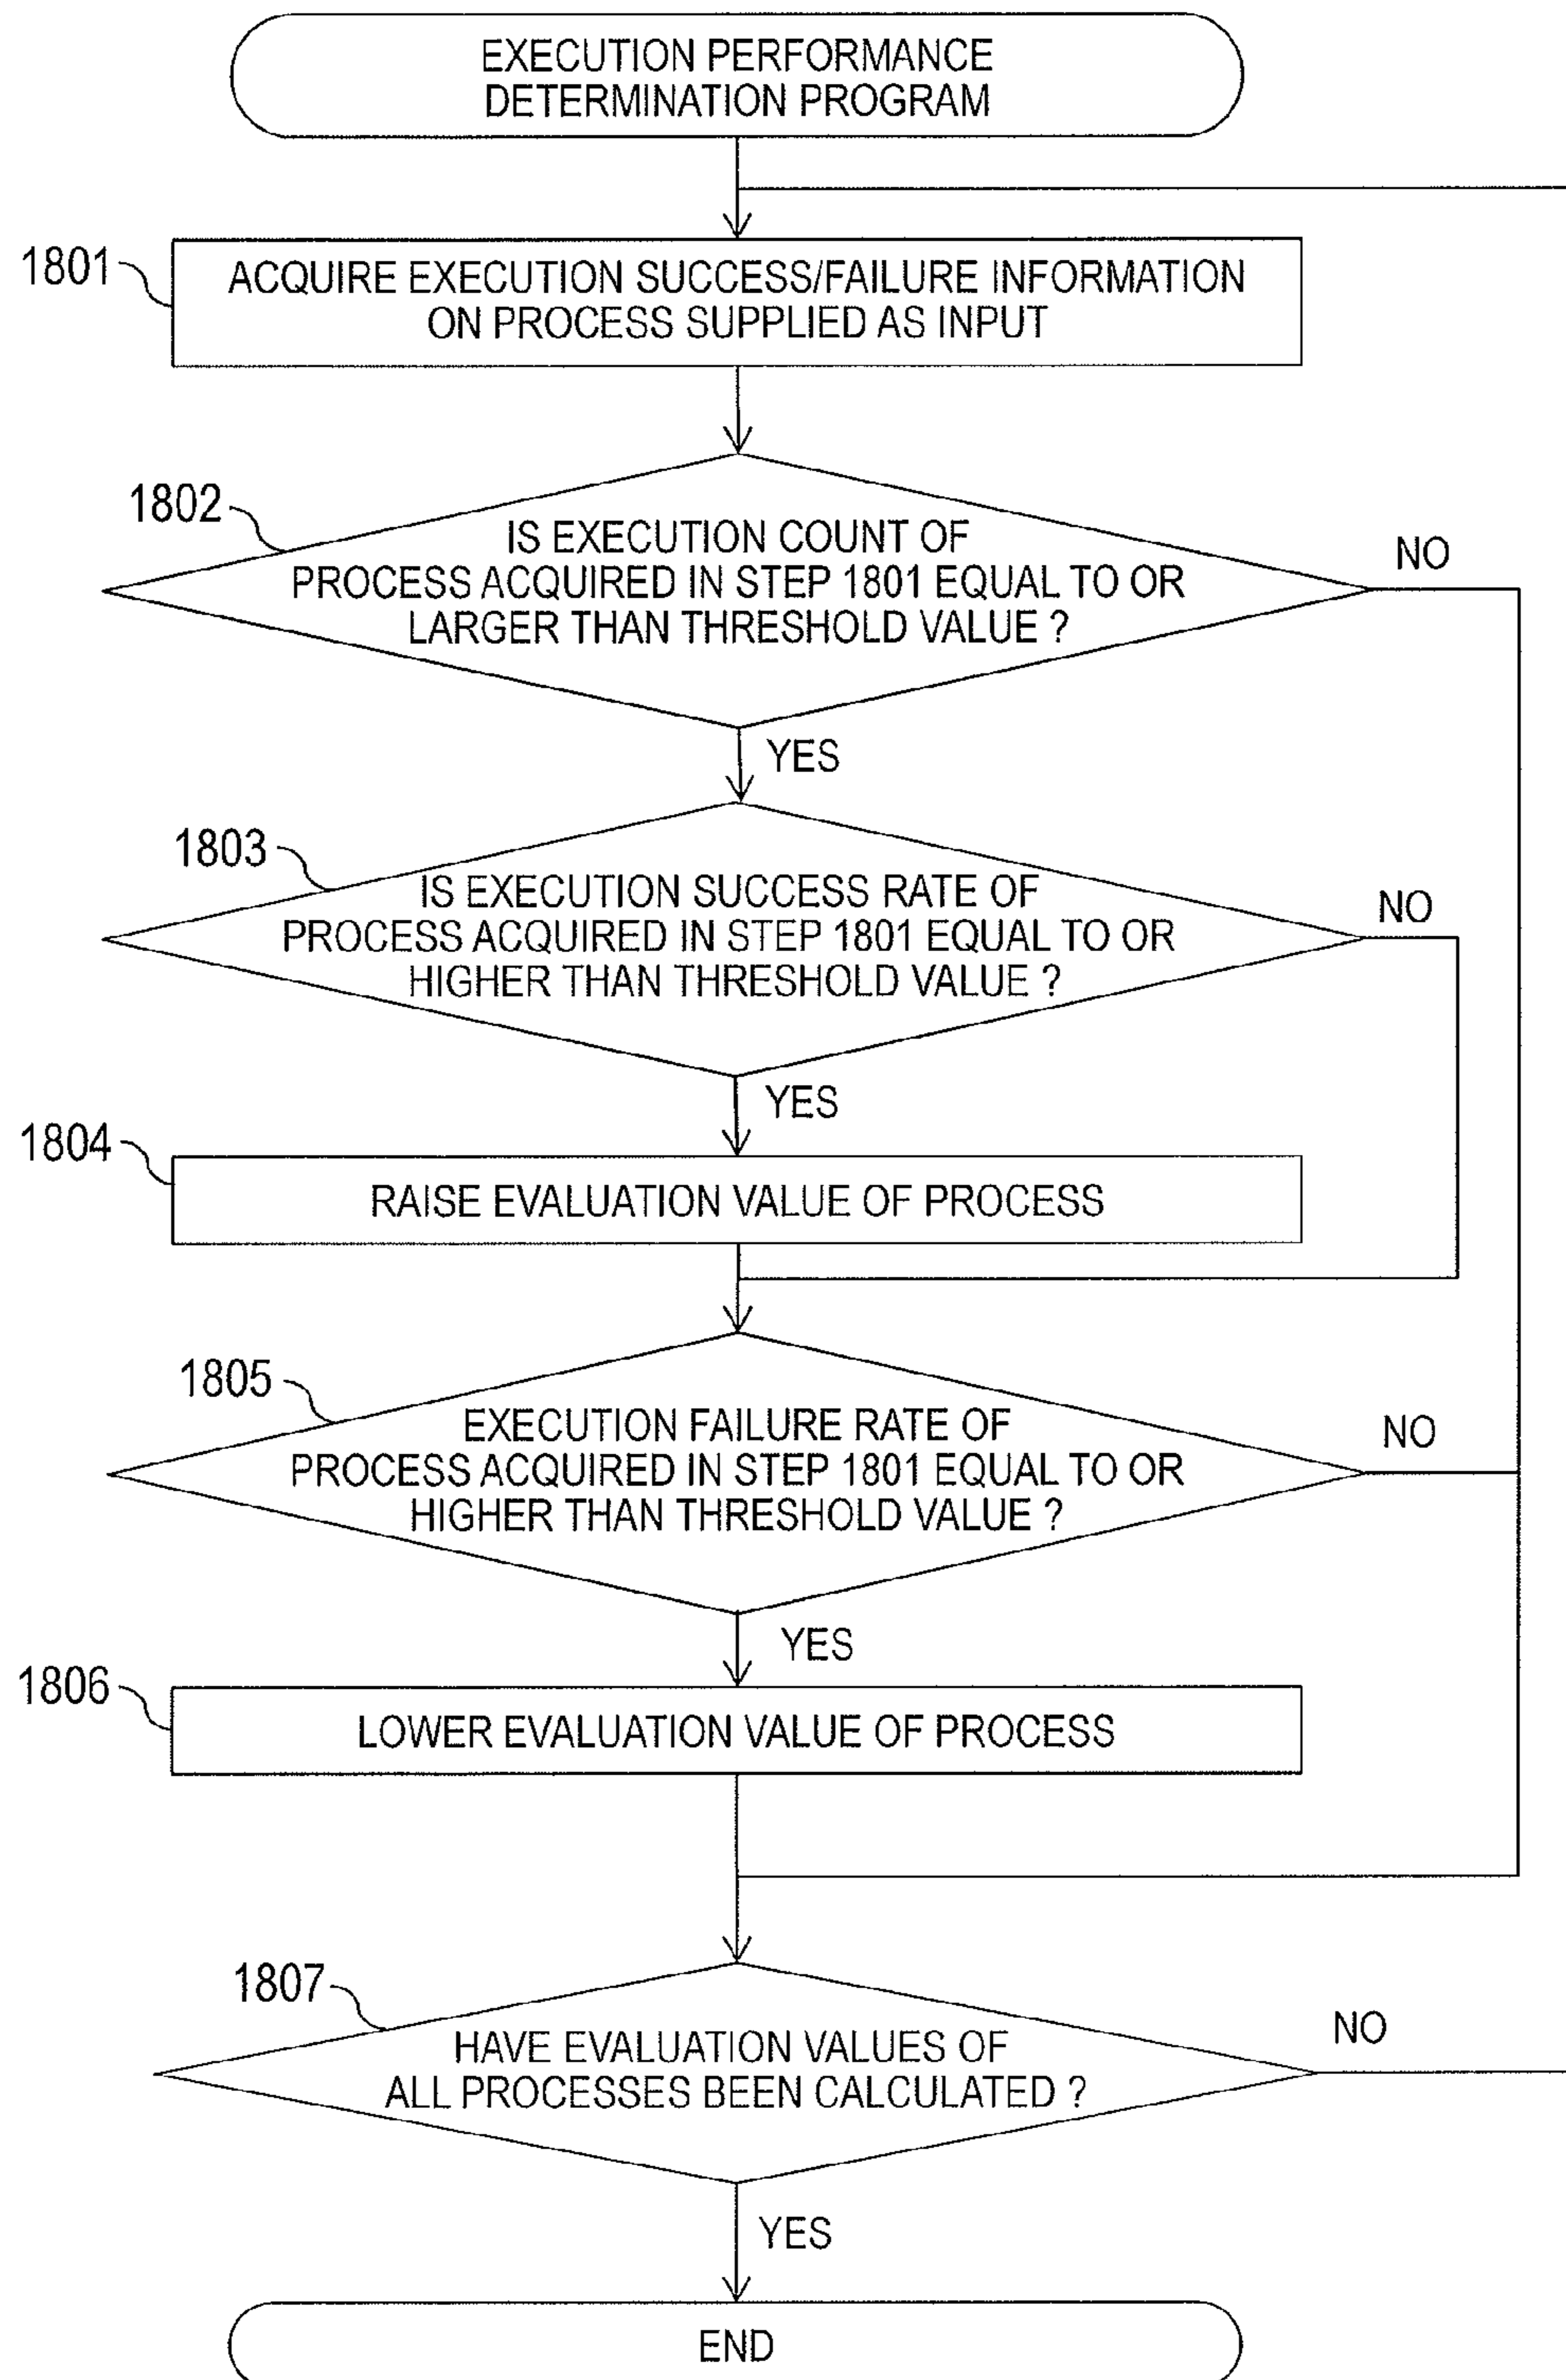 EXECUTION PERFORMANCE
DETERMINATION PROGRAM
1801
ACQUIRE EXECUTION SUCCESS/FAILURE INFORMATION
ON PROCESS SUPPLIED AS INPUT
1802
IS EXECUTION COUNT OF
PROCESS ACQUIRED IN STEP 1801 EQUAL TO OR
LARGER THAN THRESHOLD VALUE ?
NO
YES
1803
IS EXECUTION SUCCESS RATE OF
PROCESS ACQUIRED IN STEP 1801 EQUAL TO OR
HIGHER THAN THRESHOLD VALUE ?
NO
YES
1804
RAISE EVALUATION VALUE OF PROCESS
1805
EXECUTION FAILURE RATE OF
PROCESS ACQUIRED IN STEP 1801 EQUAL TO OR
HIGHER THAN THRESHOLD VALUE ?
NO
YES
1806
LOWER EVALUATION VALUE OF PROCESS
1807
HAVE EVALUATION VALUES OF
ALL PROCESSES BEEN CALCULATED ?
NO
YES
END